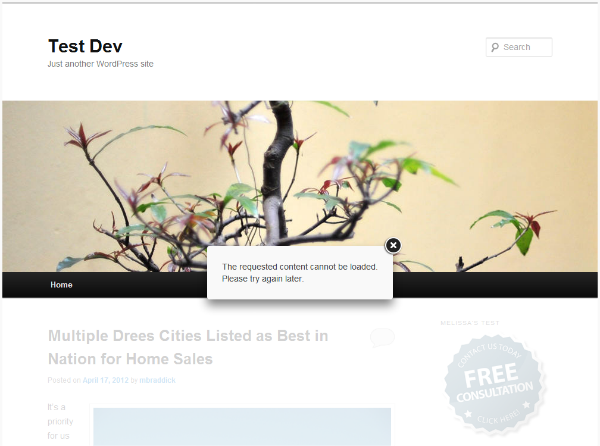 Test Dev
Just another WordPress site
Search
The requested content cannot be loaded.
Please try again later.
Home
Multiple Drees Cities Listed as Best in
Nation for Home Sales
Posted on April 17, 2012 by mbraddick
It's a
priority
for us
MELISSA'S TEST
CONTACT US TODAY
FREE
CONSULTATION
CLICK HERE!